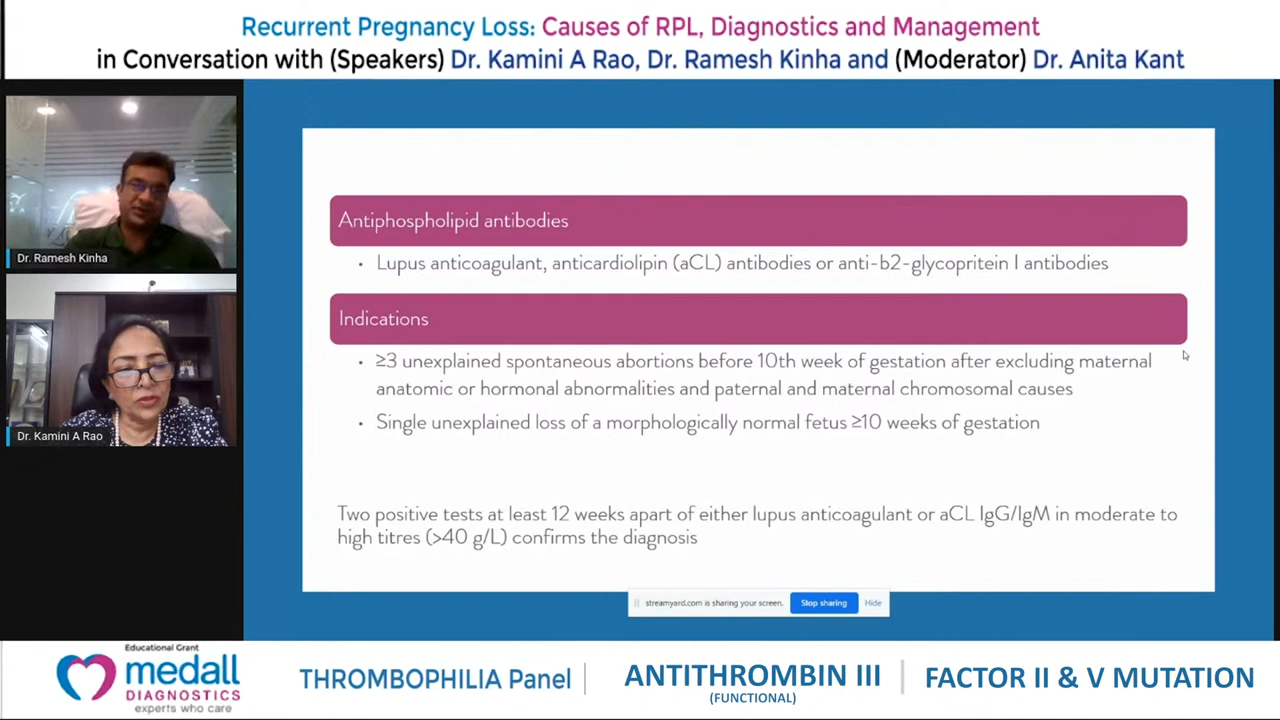 Recurrent Pregnancy Loss: Causes of RPL, Diagnostics and Management
in Conversation with (Speakers) Dr. Kamini A Rao, Dr. Ramesh Kinha and (Moderator) Dr. Anita Kant
Dr. Ramesh Kinha
Dr. Kamini A Rao
Antiphospholipid antibodies
• Lupus anticoagulant, anticardiolipin (aCL) antibodies or anti-b2-glycopritein I antibodies
Indications
• ≥3 unexplained spontaneous abortions before 10th week of gestation after excluding maternal
anatomic or hormonal abnormalities and paternal and maternal chromosomal causes
• Single unexplained loss of a morphologically normal fetus ≥10 weeks of gestation
Two positive tests at least 12 weeks apart of either lupus anticoagulant or aCL IgG/IgM in moderate to
high titres (>40 g/L) confirms the diagnosis
streamyard.com is sharing your screen. Stop sharing Hide
Educational Grant
medall
DIAGNOSTICS
experts who care
THROMBOPHILIA Panel
ANTITHROMBIN III
(FUNCTIONAL)
FACTOR II & V MUTATION